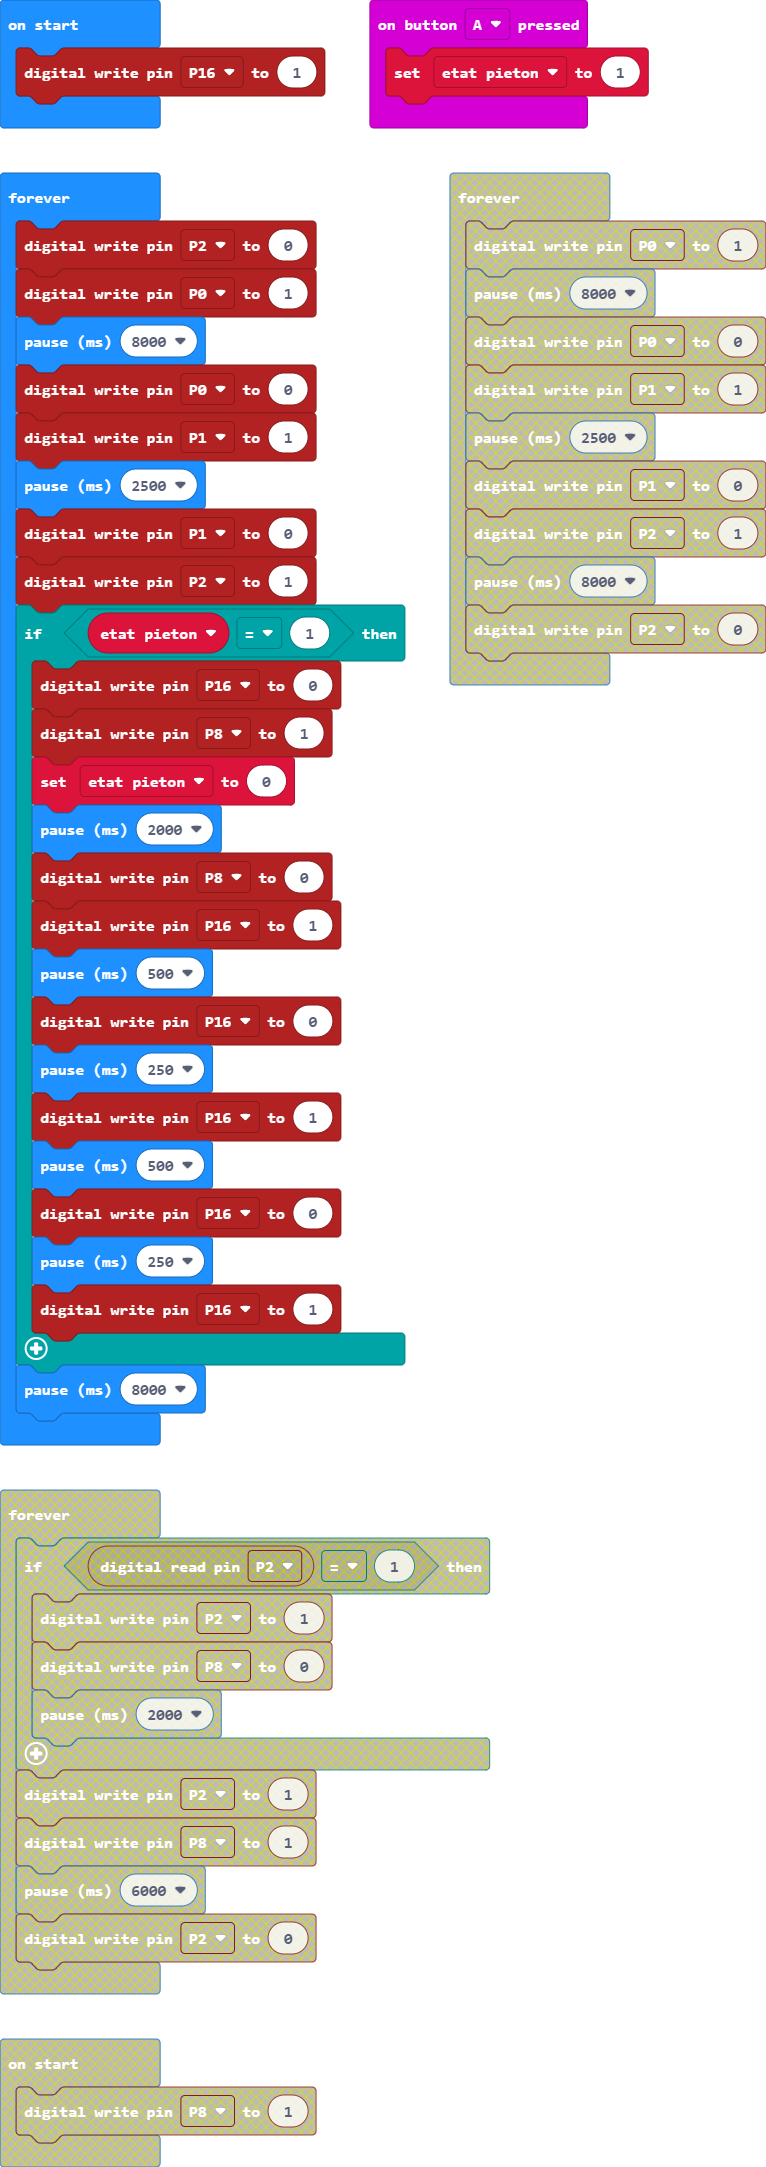 on start
digital write pin P16 to 1
on button A pressed
set etat pieton to 1
forever
digital write pin P2 to 0
digital write pin P0 to 1
pause (ms) 8000
digital write pin P0 to 0
digital write pin P1 to 1
pause (ms) 2500
digital write pin P1 to 0
digital write pin P2 to 1
if etat pieton = 1 then
digital write pin P16 to 0
digital write pin P8 to 1
set etat pieton to 0
pause (ms) 2000
digital write pin P8 to 0
digital write pin P16 to 1
pause (ms) 500
digital write pin P16 to 0
pause (ms) 250
digital write pin P16 to 1
pause (ms) 500
digital write pin P16 to 0
pause (ms) 250
digital write pin P16 to 1
pause (ms) 8000
forever
digital write pin P0 to 1
pause (ms) 8000
digital write pin P0 to 0
digital write pin P1 to 1
pause (ms) 2500
digital write pin P1 to 0
digital write pin P2 to 1
pause (ms) 8000
digital write pin P2 to 0
forever
if digital read pin P2 = 1 then
digital write pin P2 to 1
digital write pin P8 to 0
pause (ms) 2000
digital write pin P2 to 1
digital write pin P8 to 1
pause (ms) 6000
digital write pin P2 to 0
on start
digital write pin P8 to 1